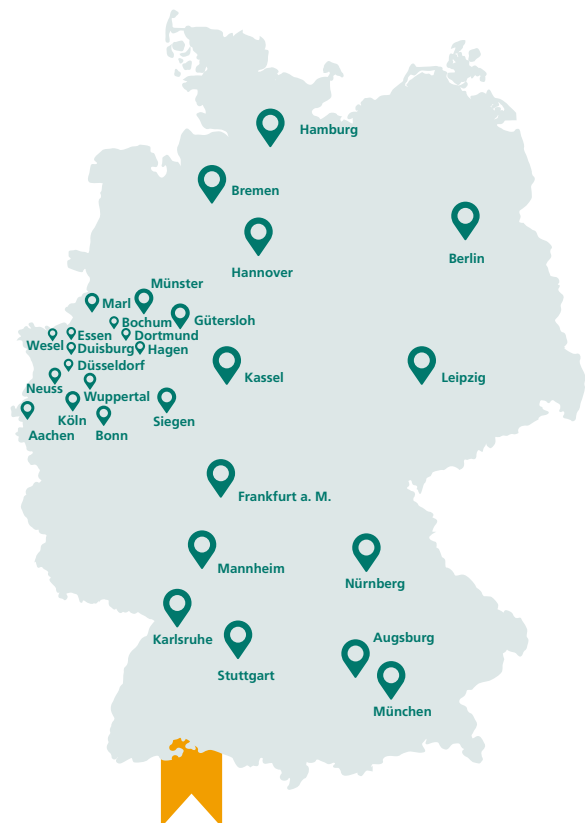 Hamburg
Bremen
Berlin
Hannover
Münster
Marl
Gütersloh
Bochum
Essen
Dortmund
Wesel
Duisburg
Hagen
Düsseldorf
Kassel
Leipzig
Neuss
Wuppertal
Köln
Siegen
Aachen
Bonn
Frankfurt a. M.
Mannheim
Nürnberg
Karlsruhe
Augsburg
Stuttgart
München